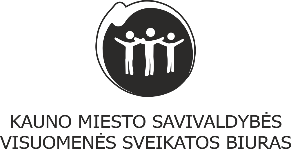 KAUNO MIESTO SAVIVALDYBĖS
VISUOMENĖS SVEIKATOS BIURAS